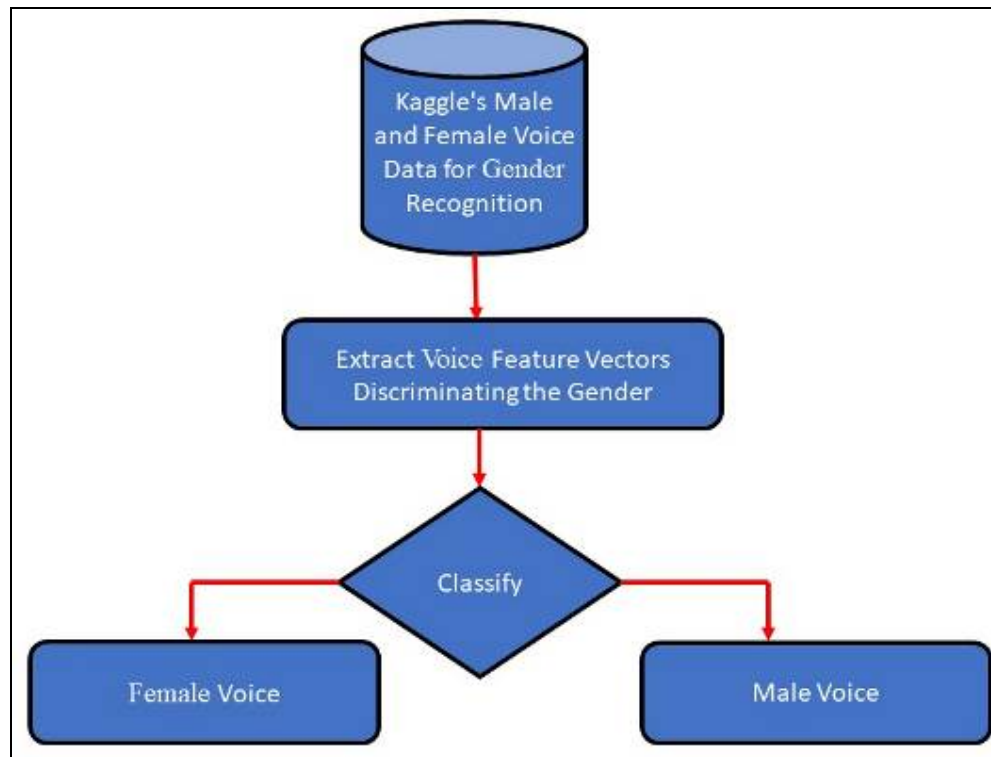 Kaggle's Male
and Female Voice
Data for Gender
Recognition
Extract Voice Feature Vectors
Discriminating the Gender
Classify
Female Voice
Male Voice